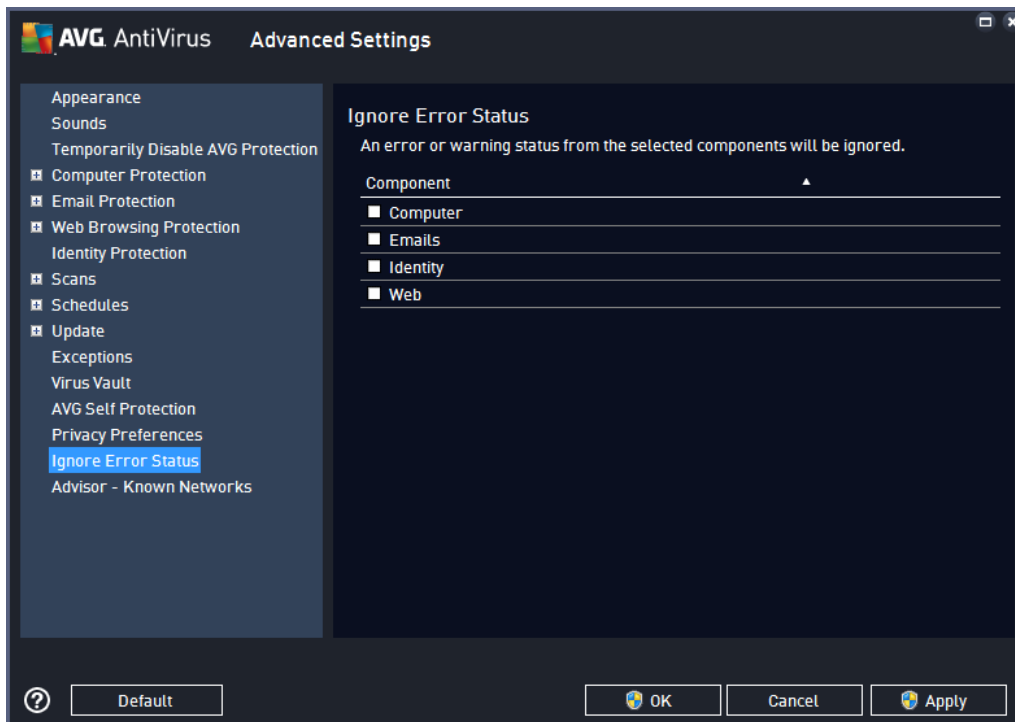 AVG. AntiVirus Advanced Settings
Appearance
Sounds
Temporarily Disable AVG Protection
Computer Protection
Email Protection
Web Browsing Protection
Identity Protection
Scans
Schedules
Update
Exceptions
Virus Vault
AVG Self Protection
Privacy Preferences
Ignore Error Status
Advisor - Known Networks
Ignore Error Status
An error or warning status from the selected components will be ignored.
Component
Computer
Emails
Identity
Web
? Default OK Cancel Apply